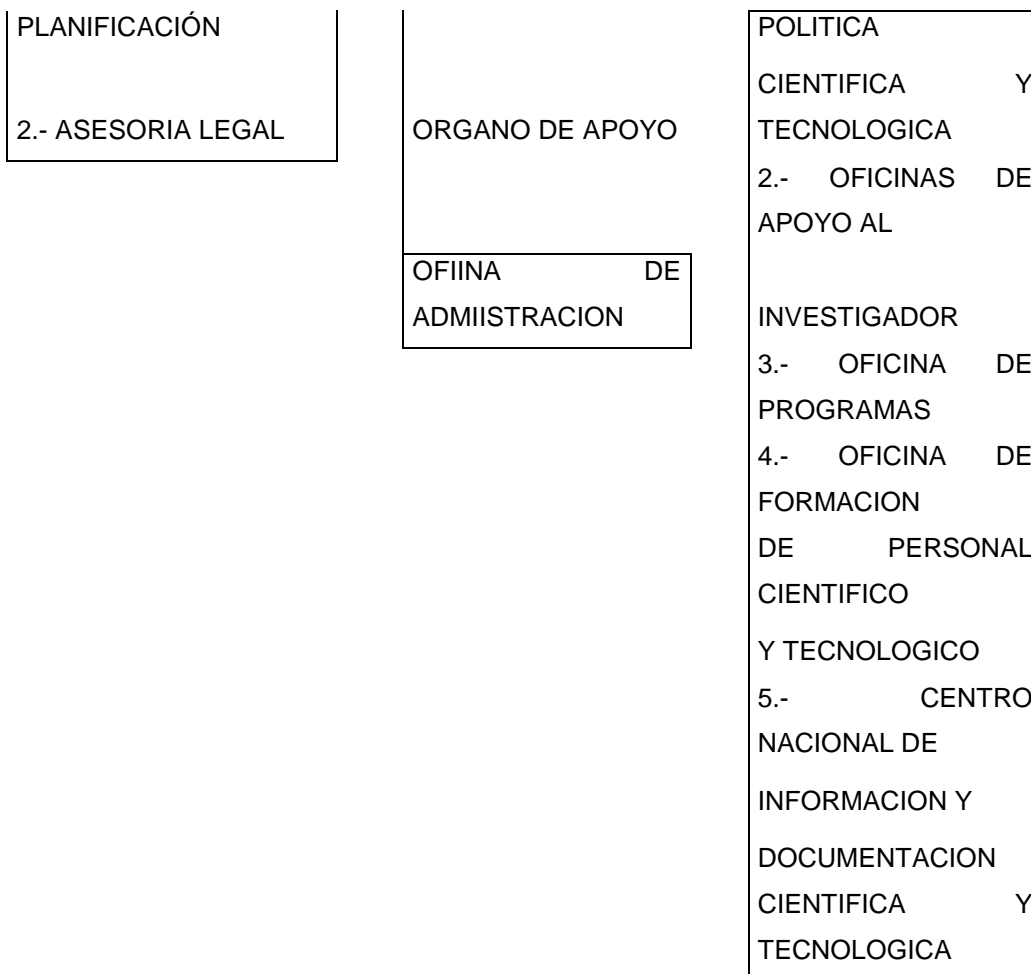 PLANIFICACIÓN
2.- ASESORIA LEGAL
ORGANO DE APOYO
OFIINA DE
ADMIISTRACION
POLITICA
CIENTIFICA Y
TECNOLOGICA
2.- OFICINAS DE
APOYO AL
INVESTIGADOR
3.- OFICINA DE
PROGRAMAS
4.- OFICINA DE
FORMACION
DE PERSONAL
CIENTIFICO
Y TECNOLOGICO
5.- CENTRO
NACIONAL DE
INFORMACION Y
DOCUMENTACION
CIENTIFICA Y
TECNOLOGICA